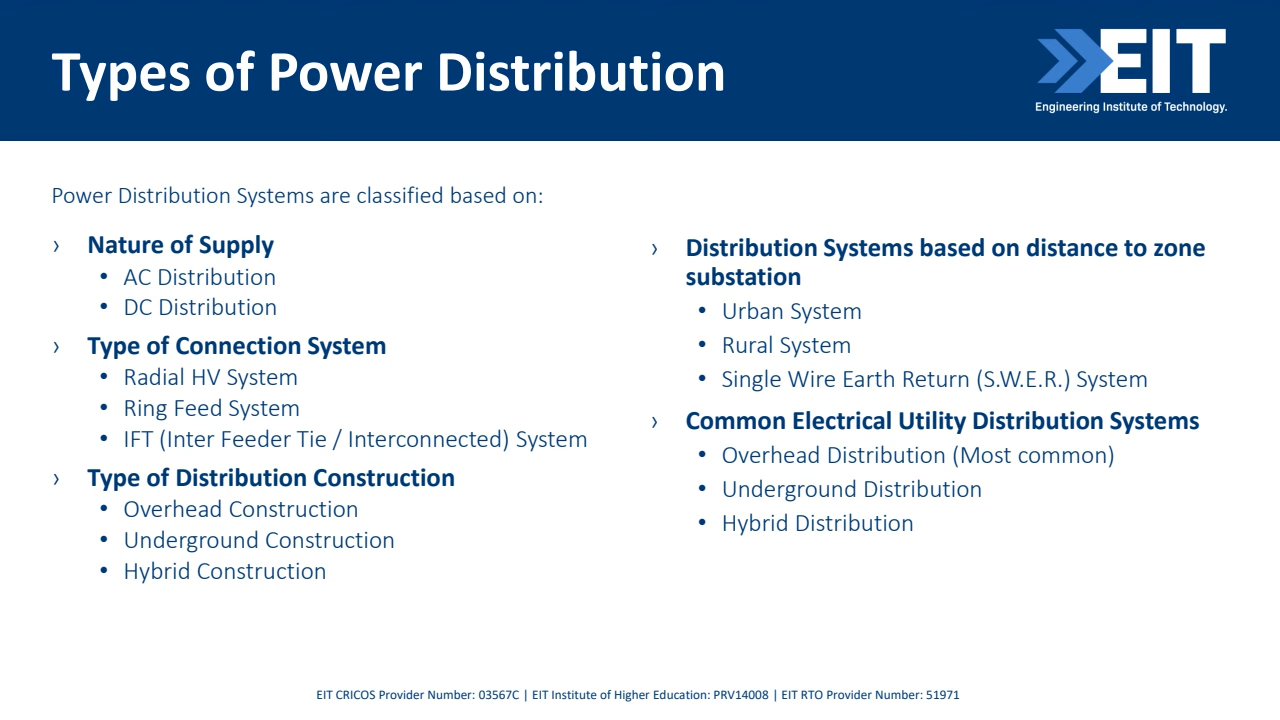 Types of Power Distribution
EIT
Engineering Institute of Technology.
Power Distribution Systems are classified based on:
› Nature of Supply
• AC Distribution
• DC Distribution
› Type of Connection System
• Radial HV System
• Ring Feed System
• IFT (Inter Feeder Tie / Interconnected) System
› Type of Distribution Construction
• Overhead Construction
• Underground Construction
• Hybrid Construction
› Distribution Systems based on distance to zone
substation
• Urban System
• Rural System
• Single Wire Earth Return (S.W.E.R.) System
› Common Electrical Utility Distribution Systems
• Overhead Distribution (Most common)
• Underground Distribution
• Hybrid Distribution
EIT CRICOS Provider Number: 03567C | EIT Institute of Higher Education: PRV14008 | EIT RTO Provider Number: 51971